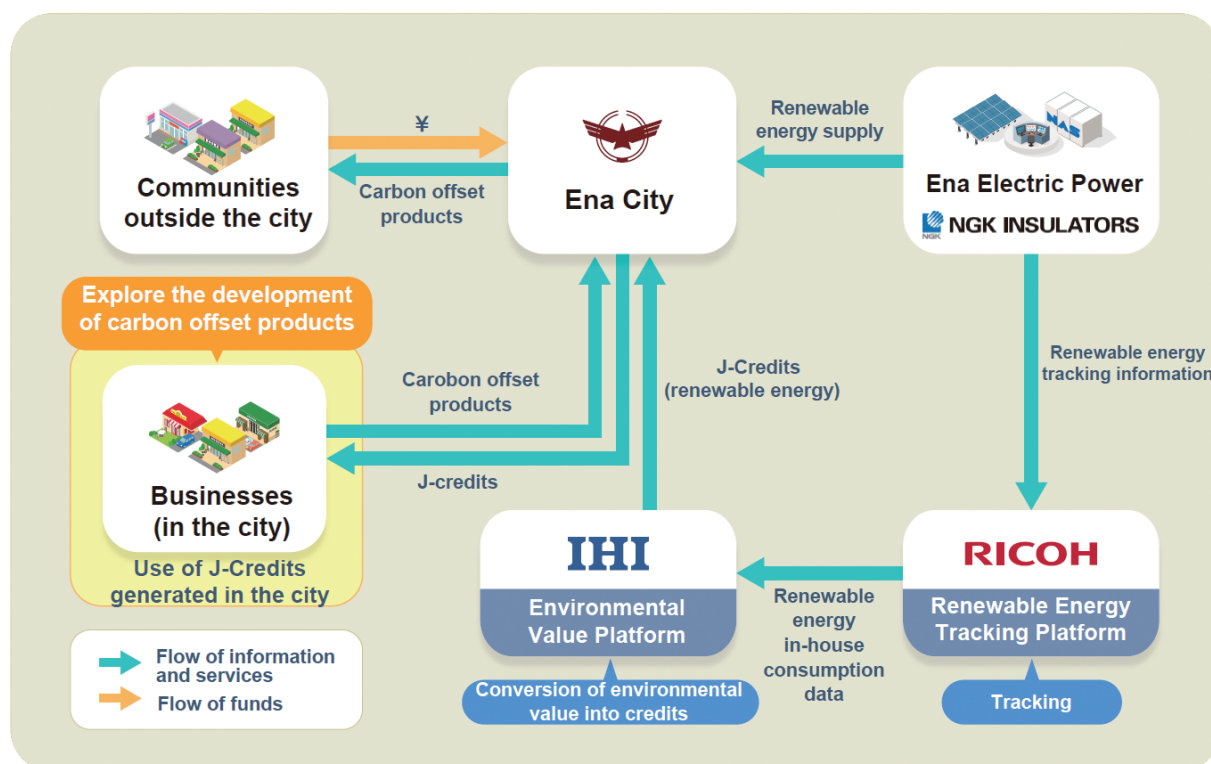 Communities
outside the city
¥
Carbon offset
products
Ena City
Renewable
energy supply
NAS
Ena Electric Power
NGK
NGK INSULATORS
Explore the development
of carbon offset products
Businesses
(in the city)
Use of J-Credits
generated in the city
Carobon offset
products
J-credits
J-Credits
(renewable energy)
Renewable energy
tracking information
IHI
Environmental
Value Platform
Conversion of environmental
value into credits
Renewable
energy
in-house
consumption
data
RICOH
Renewable Energy
Tracking Platform
Tracking
Flow of information
and services
Flow of funds